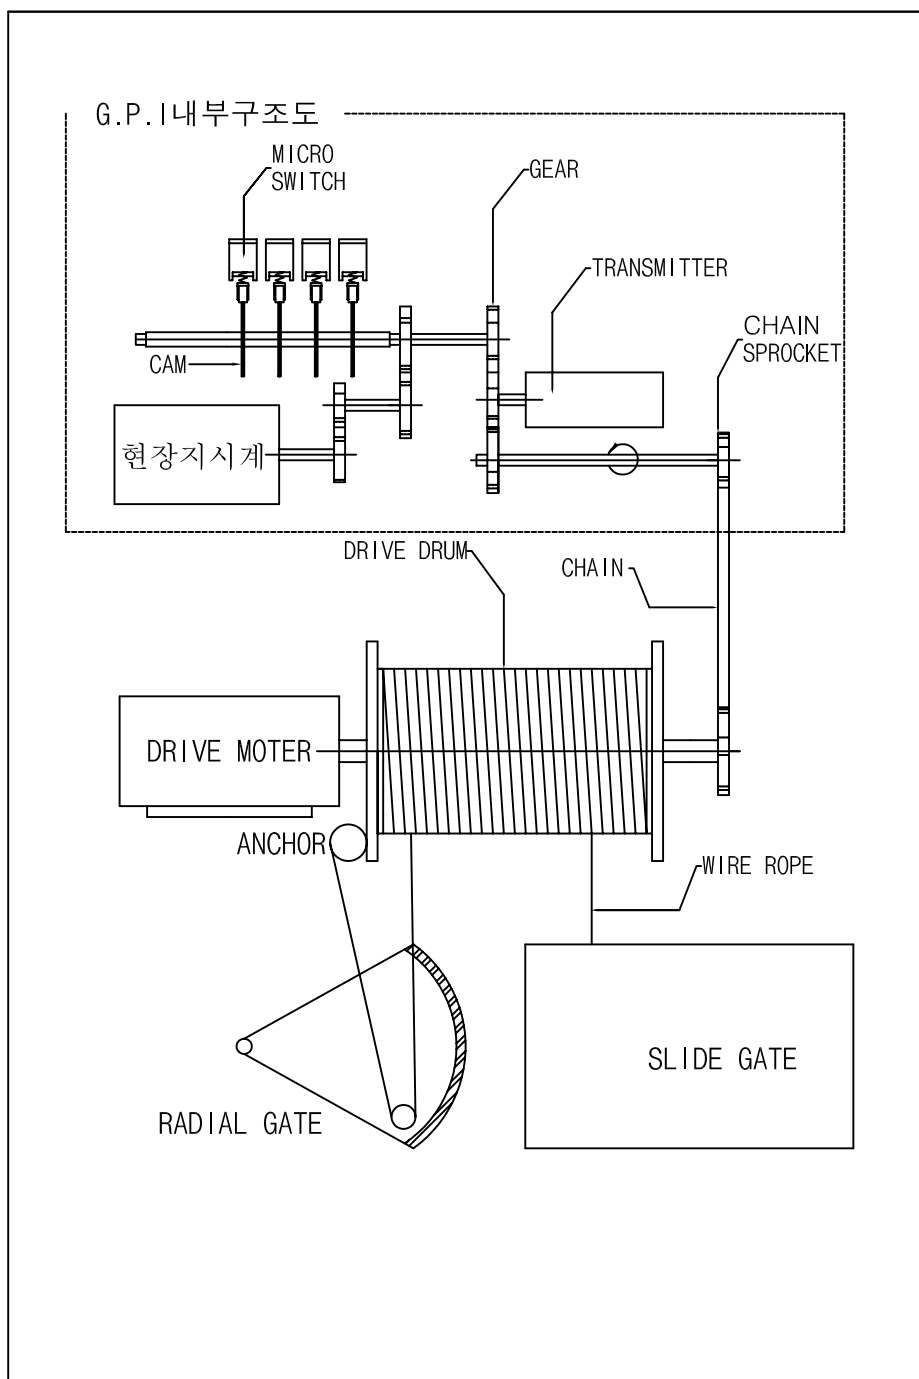 G.P.I내부구조도
MICRO
SWITCH
GEAR
TRANSMITTER
CHAIN
SPROCKET
CAM
현장지시계
DRIVE DRUM
CHAIN
DRIVE MOTER
ANCHOR
WIRE ROPE
SLIDE GATE
RADIAL GATE